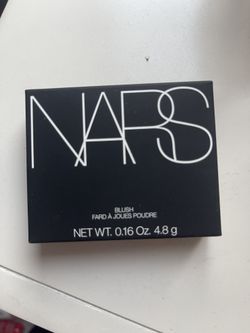 NARS
BLUSH
FARD À JOUES POUDRE
NET WT. 0.16 Oz. 4.8 g